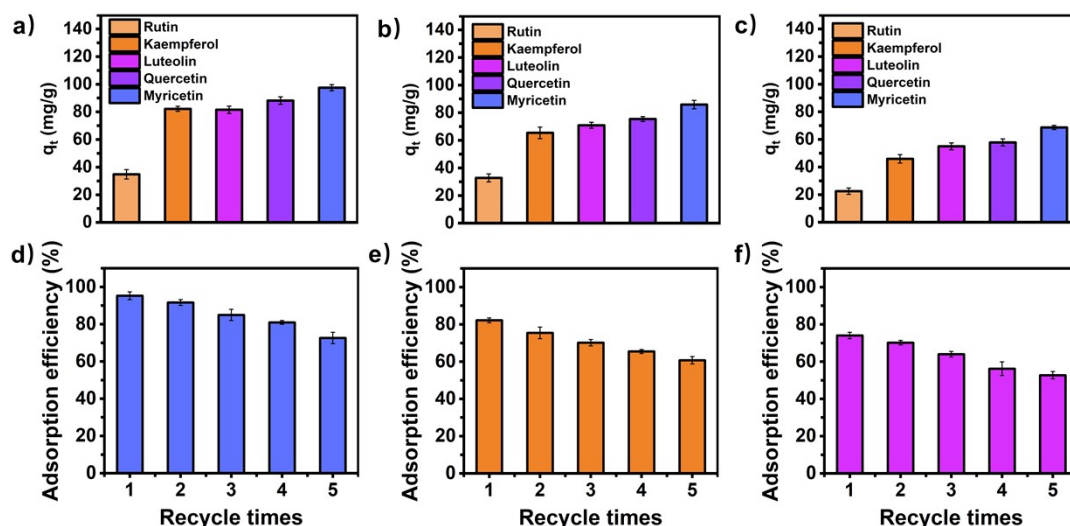 a)
140
120
100
80
60
40
20
0
qt (mg/g)
Rutin
Kaempferol
Luteolin
Quercetin
Myricetin
b)
140
120
100
80
60
40
20
0
qt (mg/g)
Rutin
Kaempferol
Luteolin
Quercetin
Myricetin
c)
140
120
100
80
60
40
20
0
qt (mg/g)
Rutin
Kaempferol
Luteolin
Quercetin
Myricetin
d)
Adsorption efficiency (%)
100
80
60
40
20
0
1 2 3 4 5
Recycle times
e)
Adsorption efficiency (%)
100
80
60
40
20
0
1 2 3 4 5
Recycle times
f)
Adsorption efficiency (%)
100
80
60
40
20
0
1 2 3 4 5
Recycle times